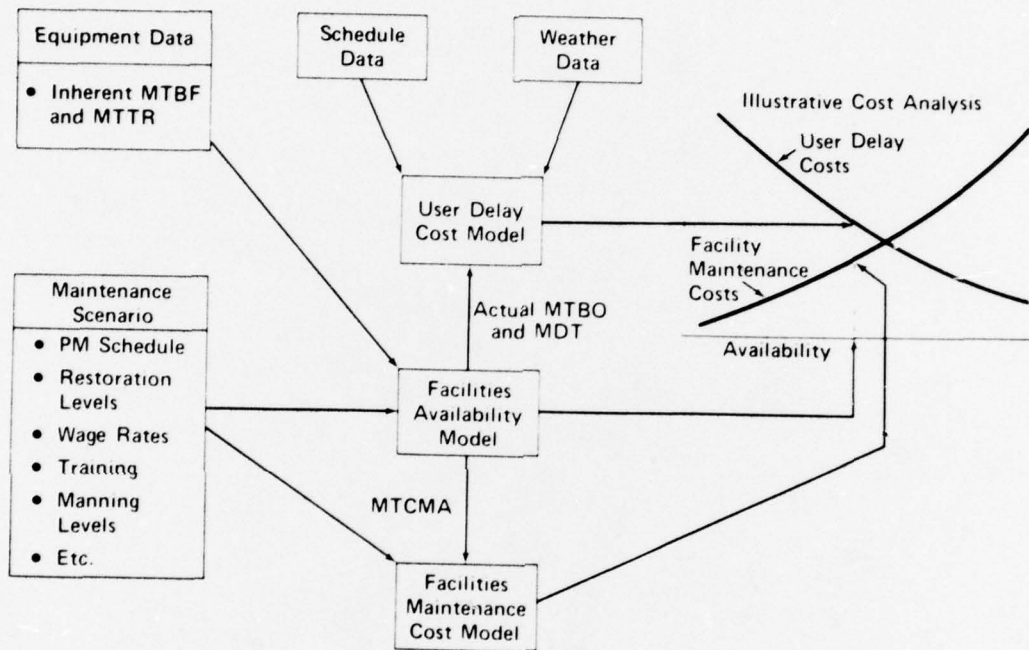 Equipment Data
• Inherent MTBF
and MTTR
Schedule
Data
Weather
Data
Illustrative Cost Analysis
User Delay
Costs
User Delay
Cost Model
Facility
Maintenance
Costs
Maintenance
Scenario
• PM Schedule
• Restoration
Levels
• Wage Rates
• Training
• Manning
Levels
• Etc.
Actual MTBO
and MDT
Availability
Facilities
Availability
Model
MTCMA
Facilities
Maintenance
Cost Model